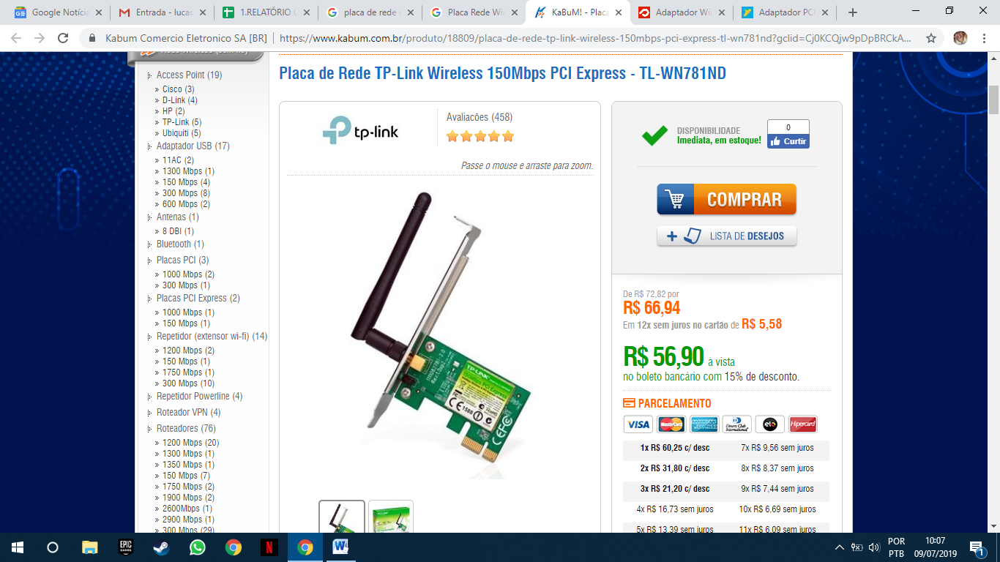 Google Notícia
Entrada - lucas
1.RELATÓRIO C
placa de rede w
Placa Rede Wir
KaBuM! - Placa
Adaptador Wir
Adaptador PCI
Kabum Comercio Eletronico SA [BR] | https://www.kabum.com.br/produto/18809/placa-de-rede-tp-link-wireless-150mbps-pci-express-tl-wn781nd?gclid=Cj0KCQjw9pDpBRCkA...
Access Point (19)
» Cisco (3)
» D-Link (4)
» HP (2)
» TP-Link (5)
» Ubiquiti (5)
Adaptador USB (17)
» 11AC (2)
» 1300 Mbps (1)
» 150 Mbps (4)
» 300 Mbps (8)
» 600 Mbps (2)
Antenas (1)
» 8 DBI (1)
Bluetooth (1)
Placas PCI (3)
» 1000 Mbps (2)
» 300 Mbps (1)
Placas PCI Express (2)
» 1000 Mbps (1)
» 150 Mbps (1)
Repetidor (extensor wi-fi) (14)
» 1200 Mbps (2)
» 150 Mbps (1)
» 1750 Mbps (1)
» 300 Mbps (10)
Repetidor Powerline (4)
Roteador VPN (4)
Roteadores (76)
» 1200 Mbps (20)
» 1300 Mbps (1)
» 1350 Mbps (1)
» 150 Mbps (7)
» 1750 Mbps (2)
» 1900 Mbps (2)
» 2600Mbps (1)
» 2900 Mbps (1)
» 300 Mbps (29)
Placa de Rede TP-Link Wireless 150Mbps PCI Express - TL-WN781ND
tp-link
Avaliações (458)
Passe o mouse e arraste para zoom.
TP-LINK
PCI Express
DISPONIBILIDADE
Imediata, em estoque!
0
Curtir
COMPRAR
+ LISTA DE DESEJOS
De R$ 72,82 por
R$ 66,94
Em 12x sem juros no cartão de R$ 5,58
R$ 56,90 à vista
no boleto bancário com 15% de desconto.
PARCELAMENTO
VISA MasterCard AMERICAN EXPRESS Diners Club International elo Hipercard
1x R$ 60,25 c/ desc 7x R$ 9,56 sem juros
2x R$ 31,80 c/ desc 8x R$ 8,37 sem juros
3x R$ 21,20 c/ desc 9x R$ 7,44 sem juros
4x R$ 16,73 sem juros 10x R$ 6,69 sem juros
5x R$ 13,39 sem juros 11x R$ 6,09 sem juros
EPIC GAMES
N
W
POR
PTB
10:07
09/07/2019
1